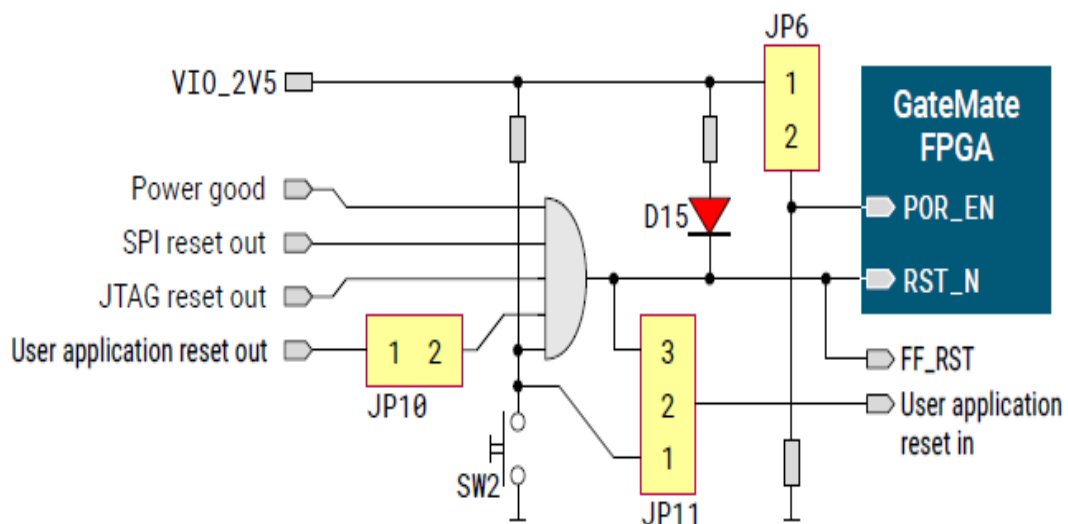 JP6
VIO_2V5
1
2
GateMate
FPGA
Power good
D15
POR_EN
SPI reset out
JTAG reset out
RST_N
User application reset out
1 2
JP10
3
2
1
JP11
FF_RST
User application
reset in
SW2